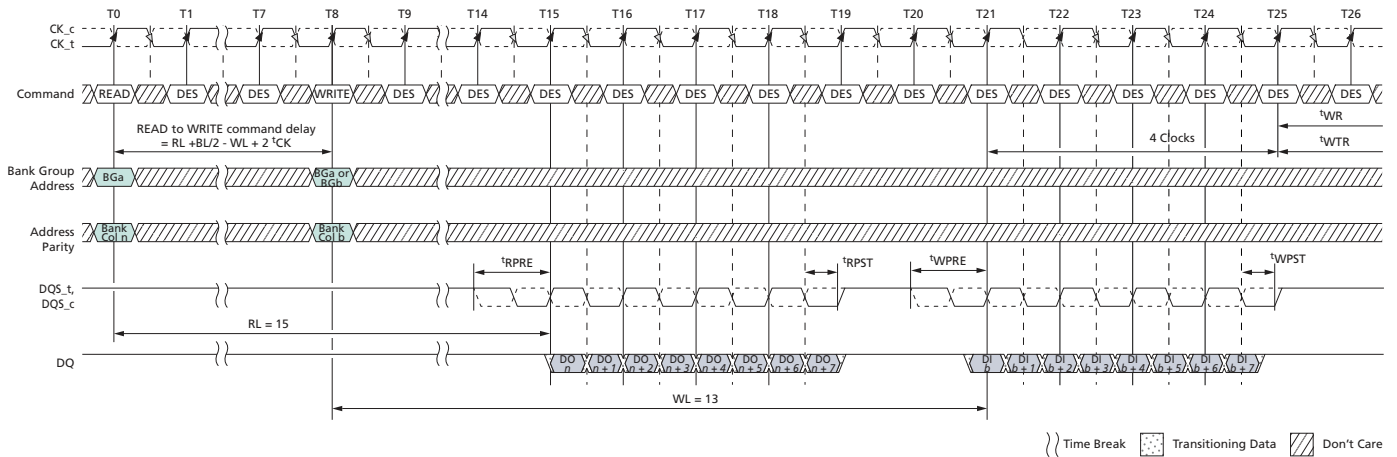 T0 T1 T7 T8 T9 T14 T15 T16 T17 T18 T19 T20 T21 T22 T23 T24 T25 T26
CK_c
CK_t
Command READ DES DES WRITE DES DES DES DES DES DES DES DES DES DES DES DES DES DES
READ to WRITE command delay
= RL +BL/2 - WL + 2 tCK
tWR
4 Clocks
tWTR
Bank Group
Address
BGa
BGa or
BGb
Address
Parity
Bank
Col n
Bank
Col b
tRPRE tRPST tWPRE tWPST
DQS_t,
DQS_c
RL = 15
DQ
DO DO DO DO DO DO DO DO DI DI DI DI DI DI DI DI
n n + 1 n + 2 n + 3 n + 4 n + 5 n + 6 n + 7 b b + 1 b + 2 b + 3 b + 4 b + 5 b + 6 b + 7
WL = 13
Time Break Transitioning Data Don't Care